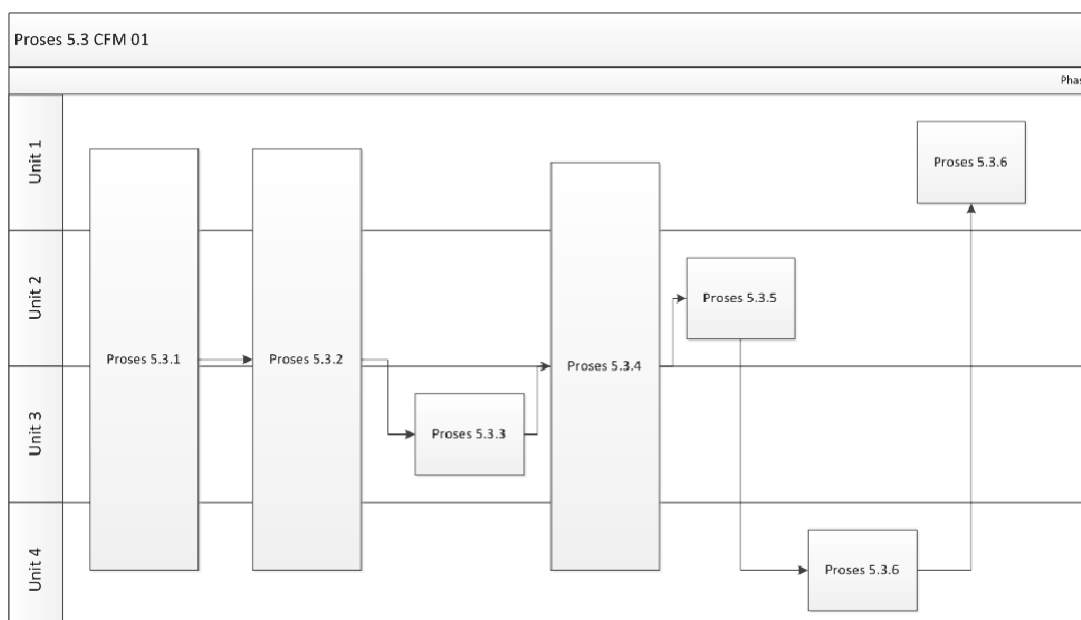 Proses 5.3 CFM 01
Phas
Unit 1
Proses 5.3.6
Unit 2
Proses 5.3.5
Proses 5.3.1
Proses 5.3.2
Proses 5.3.4
Unit 3
Proses 5.3.3
Unit 4
Proses 5.3.6